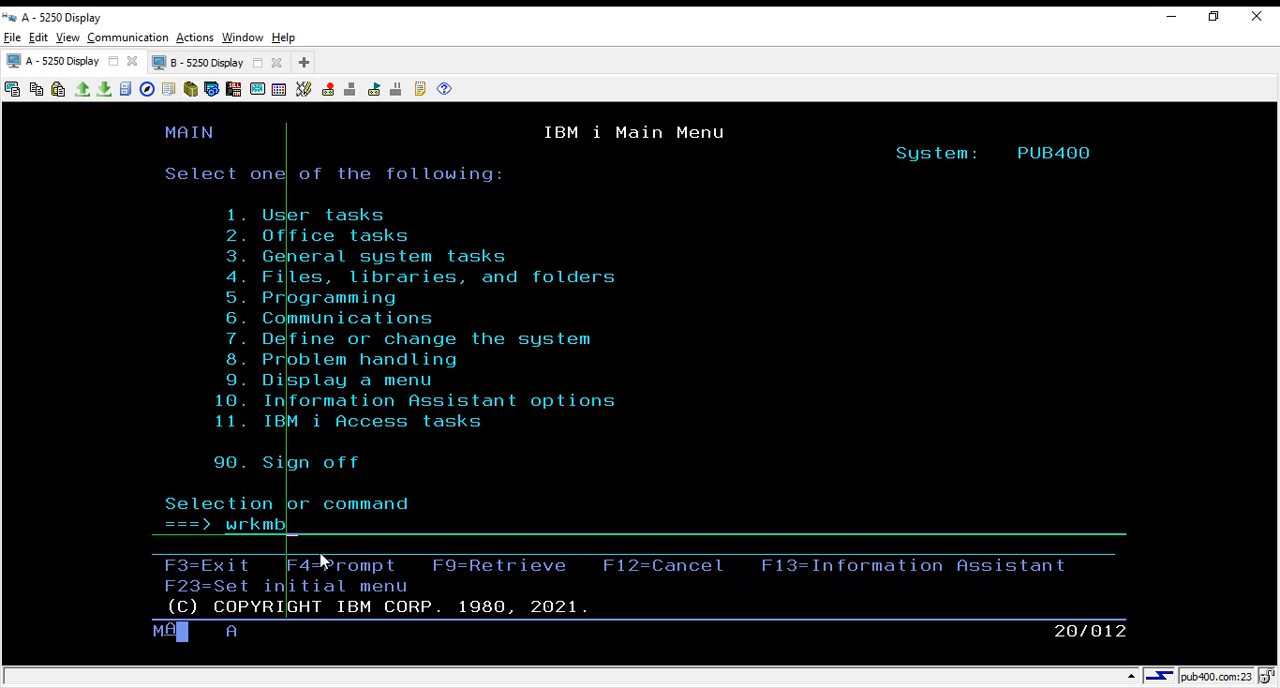 A - 5250 Display
File Edit View Communication Actions Window Help
A - 5250 Display B - 5250 Display
MAIN IBM i Main Menu
System: PUB400
Select one of the following:
1. User tasks
2. Office tasks
3. General system tasks
4. Files, libraries, and folders
5. Programming
6. Communications
7. Define or change the system
8. Problem handling
9. Display a menu
10. Information Assistant options
11. IBM i Access tasks
90. Sign off
Selection or command
===> wrkmb
F3=Exit F4=Prompt F9=Retrieve F12=Cancel F13=Information Assistant
F23=Set initial menu
(C) COPYRIGHT IBM CORP. 1980, 2021.
MA A 20/012
pub400.com:23